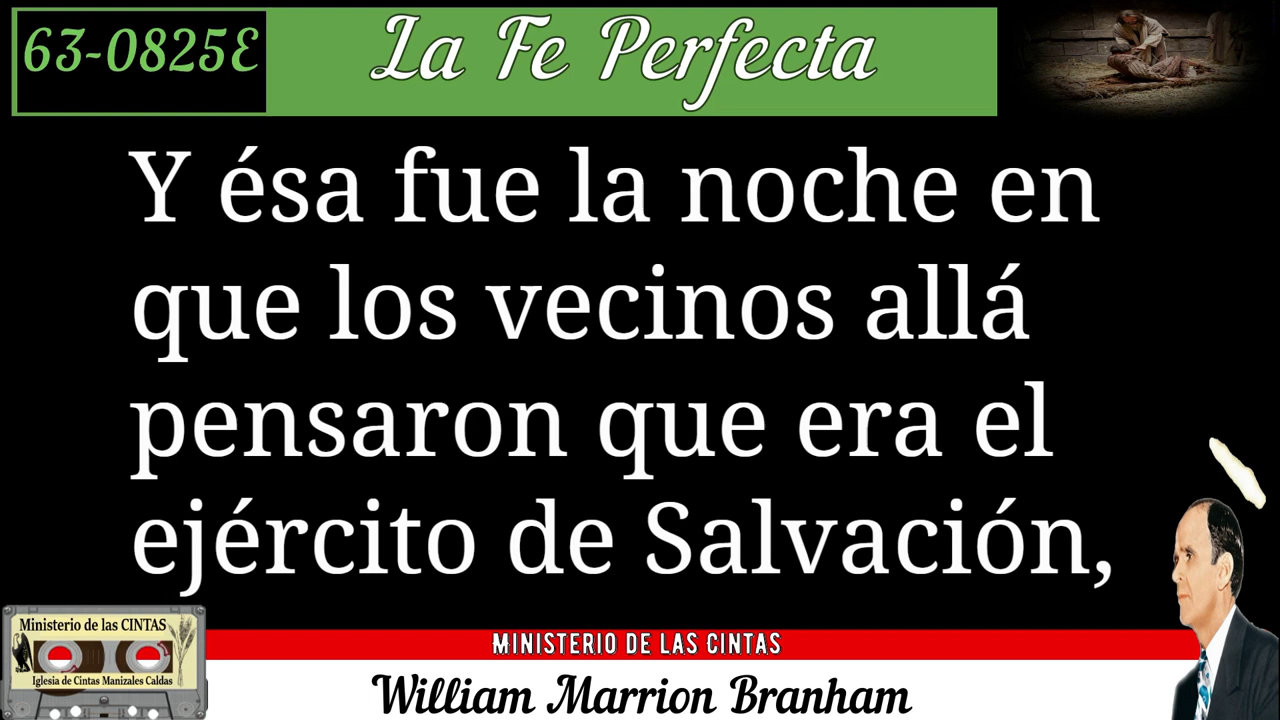 63-0825E
La Fe Perfecta
Y ésa fue la noche en
que los vecinos allá
pensaron que era el
ejército de Salvación,
Ministerio de las CINTAS
Iglesia de Cintas Manizales Caldas
MINISTERIO DE LAS CINTAS
William Marrion Branham